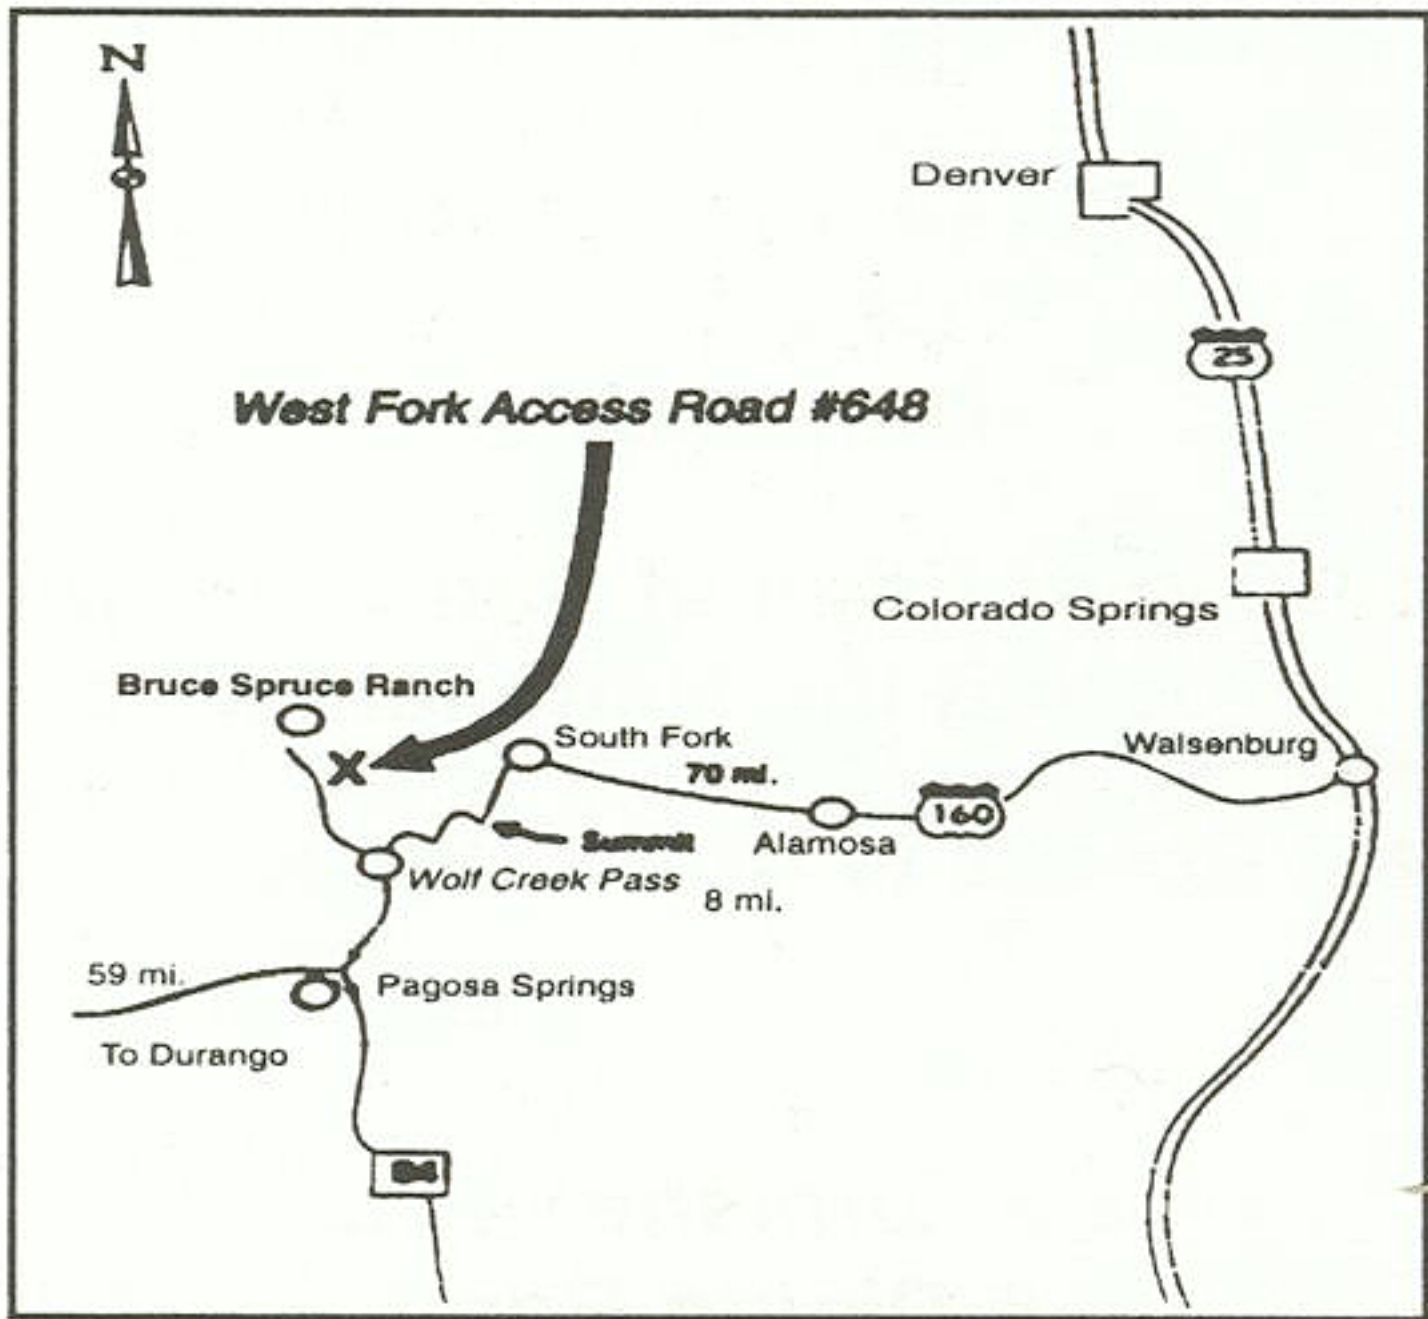 N
Denver
25
West Fork Access Road #648
Colorado Springs
Bruce Spruce Ranch
South Fork
70 mi.
Walsenburg
160
Summit
Alamosa
Wolf Creek Pass
8 mi.
59 mi.
Pagosa Springs
To Durango
84